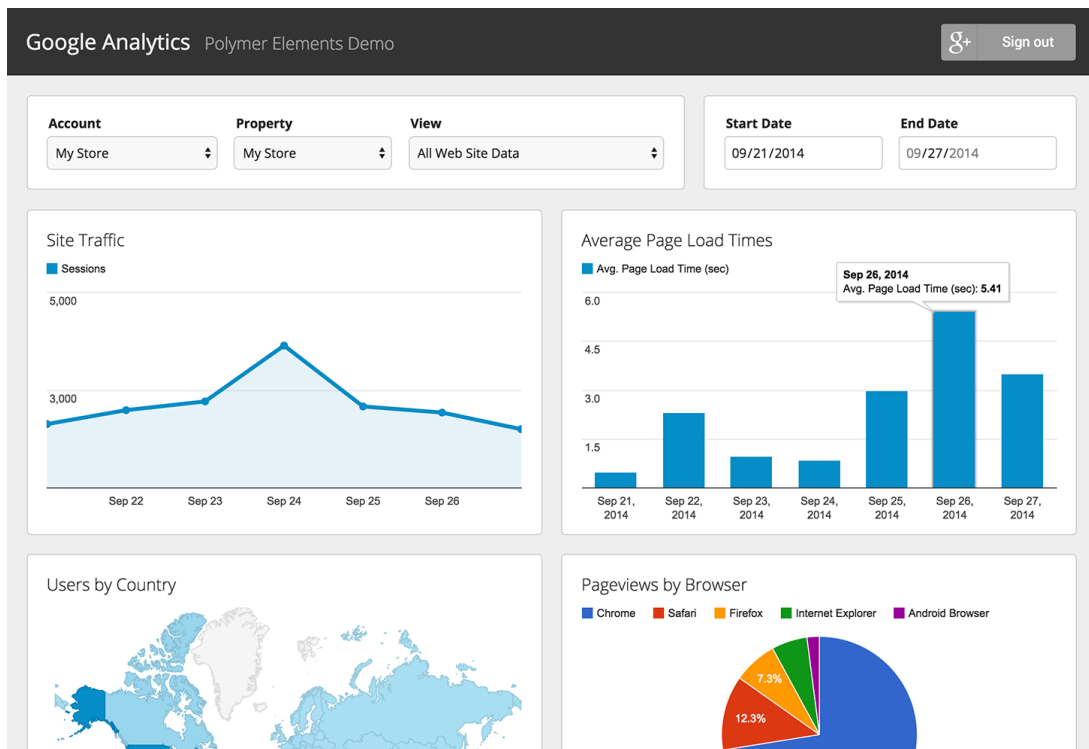 Google Analytics Polymer Elements Demo
g+ Sign out
Account Property View
My Store My Store All Web Site Data
Start Date End Date
09/21/2014 09/27/2014
Site Traffic
Sessions
5,000
3,000
Sep 22 Sep 23 Sep 24 Sep 25 Sep 26
Average Page Load Times
Avg. Page Load Time (sec)
Sep 26, 2014
Avg. Page Load Time (sec): 5.41
6.0
4.5
3.0
1.5
Sep 21, Sep 22, Sep 23, Sep 24, Sep 25, Sep 26, Sep 27,
2014 2014 2014 2014 2014 2014 2014
Users by Country
Pageviews by Browser
Chrome Safari Firefox Internet Explorer Android Browser
7.3%
12.3%